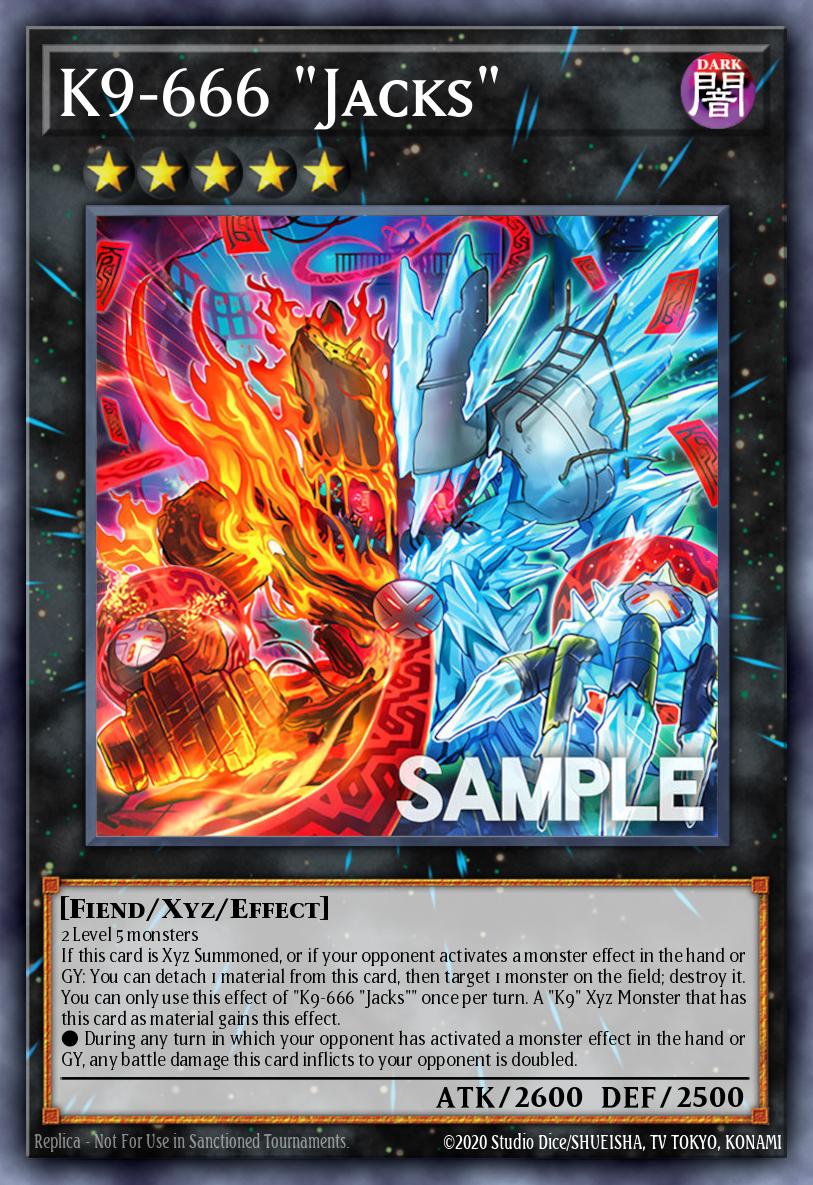 K9-666 "Jacks"
DARK
闇
SAMPLE
[Fiend/Xyz/Effect]
2 Level 5 monsters
If this card is Xyz Summoned, or if your opponent activates a monster effect in the hand or
GY: You can detach 1 material from this card, then target 1 monster on the field; destroy it.
You can only use this effect of "K9-666 "Jacks"" once per turn. A "K9" Xyz Monster that has
this card as material gains this effect.
● During any turn in which your opponent has activated a monster effect in the hand or
GY, any battle damage this card inflicts to your opponent is doubled.
ATK/2600 DEF/2500
Replica - Not For Use in Sanctioned Tournaments.
©2020 Studio Dice/SHUEISHA, TV TOKYO, KONAMI